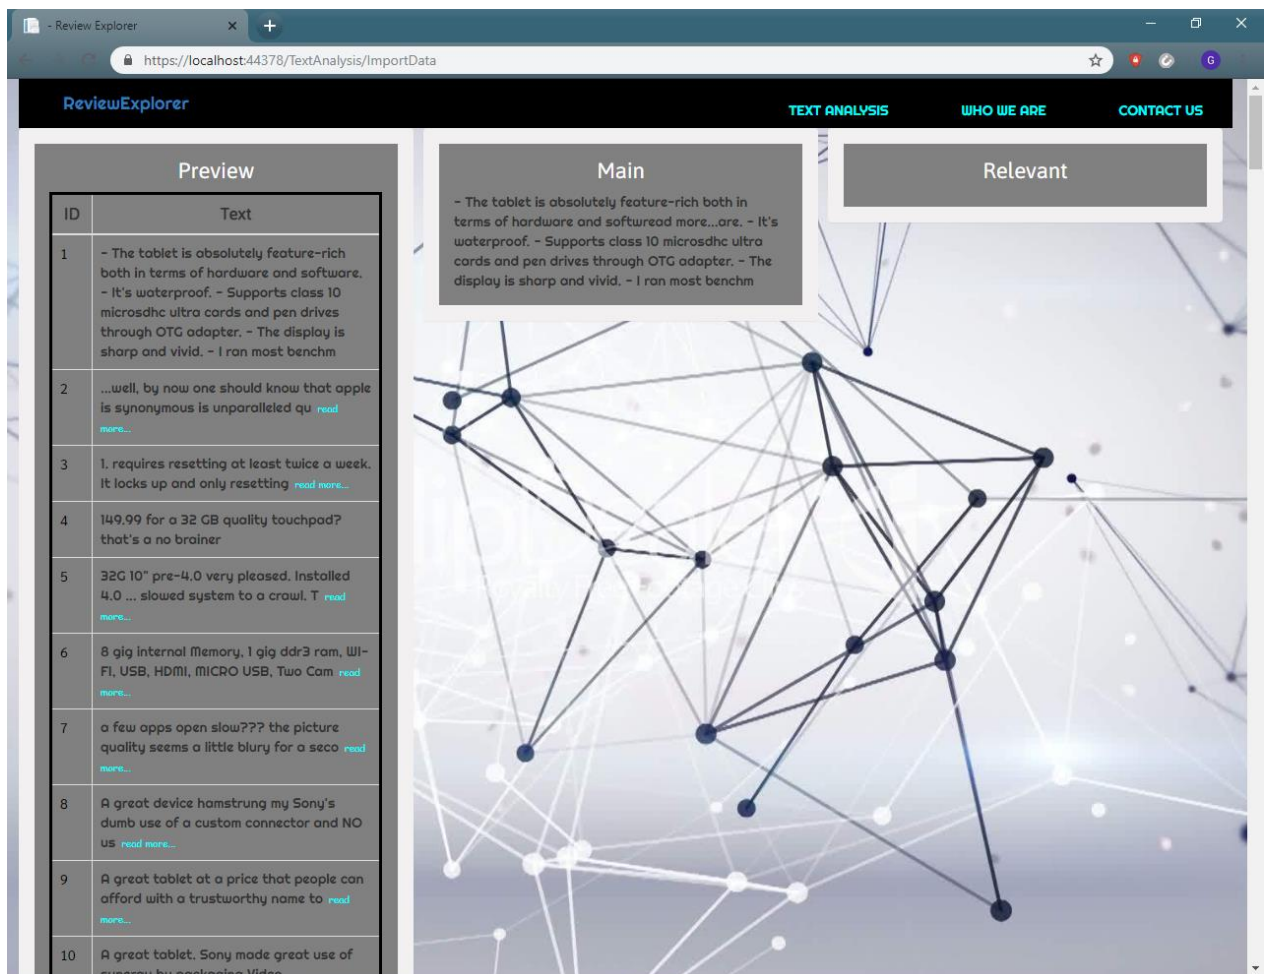 - Review Explorer
https://localhost:44378/TextAnalysis/ImportData
G
ReviewExplorer
TEXT ANALYSIS
WHO WE ARE
CONTACT US
Preview
ID
Text
1
- The tablet is absolutely feature-rich
both in terms of hardware and software.
- It's waterproof. - Supports class 10
microsdhc ultra cards and pen drives
through OTG adapter. - The display is
sharp and vivid. - I ran most benchm
2
...well, by now one should know that apple
is synonymous is unparalleled qu read
more...
3
1. requires resetting at least twice a week.
It locks up and only resetting read more...
4
149.99 for a 32 GB quality touchpad?
that's a no brainer
5
32G 10" pre-4.0 very pleased. Installed
4.0 ... slowed system to a crawl. T read
more...
6
8 gig internal Memory, 1 gig ddr3 ram, WI-
FI, USB, HDMI, MICRO USB, Two Cam read
more...
7
a few apps open slow??? the picture
quality seems a little blury for a seco read
more...
8
A great device hamstrung my Sony's
dumb use of a custom connector and NO
us read more...
9
A great tablet at a price that people can
afford with a trustworthy name to read
more...
10
A great tablet. Sony made great use of
synergy by packaging Video
Main
- The tablet is absolutely feature-rich both in
terms of hardware and softwread more...are. - It's
waterproof. - Supports class 10 microsdhc ultra
cards and pen drives through OTG adapter. - The
display is sharp and vivid. - I ran most benchm
Relevant